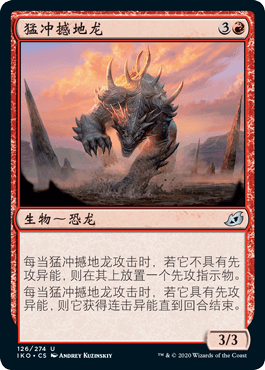 猛冲撼地龙 3
生物～恐龙
每当猛冲撼地龙攻击时，若它不具有先
攻异能，则在其上放置一个先攻指示物。
每当猛冲撼地龙攻击时，若它具有先攻
异能，则它获得连击异能直到回合结束。
3/3
126/274 U
IKO • CS ANDREY KUZINSKIY
™ & © 2020 Wizards of the Coast